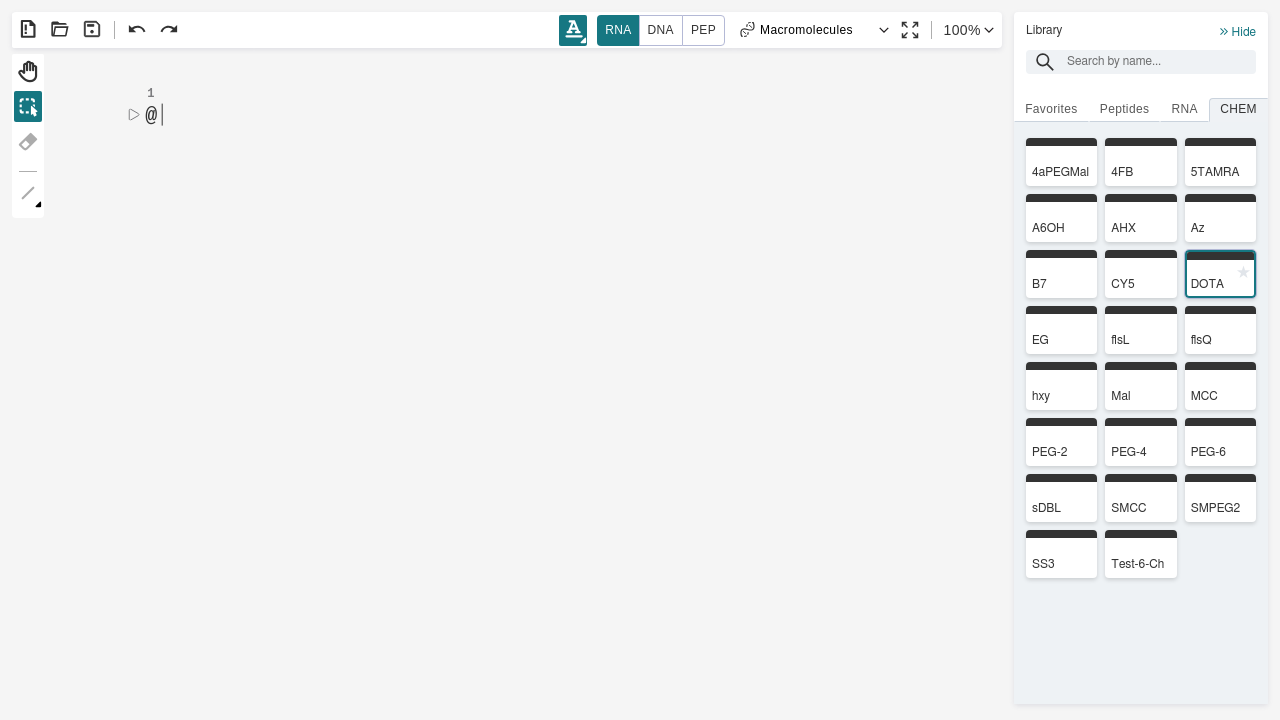 RNA DNA PEP Macromolecules 100%
Library
Hide
Search by name...
Favorites Peptides RNA CHEM
1
@
4aPEGMal 4FB 5TAMRA
A6OH AHX Az
B7 CY5 DOTA
EG flsL flsQ
hxy Mal MCC
PEG-2 PEG-4 PEG-6
sDBL SMCC SMPEG2
SS3 Test-6-Ch